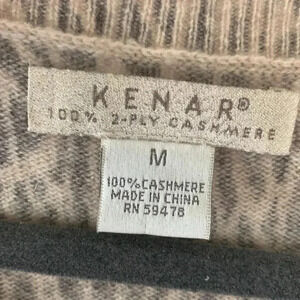 KENAR®
100% 2-PLY CASHMERE
M
100%CASHMERE
MADE IN CHINA
RN 59478